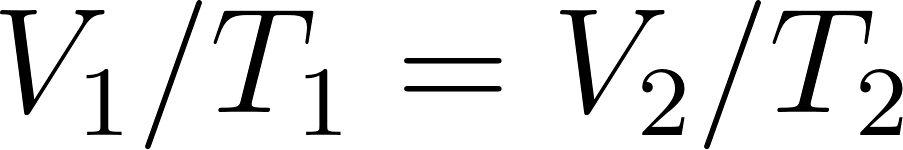 V₁/T₁ = V₂/T₂